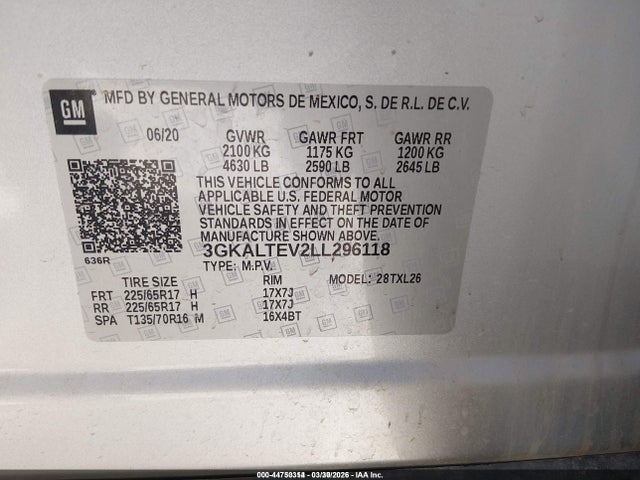 GM
MFD BY GENERAL MOTORS DE MEXICO, S. DE R.L. DE C.V.
06/20 GVWR GAWR FRT GAWR RR
2100 KG 1175 KG 1200 KG
4630 LB 2590 LB 2645 LB
THIS VEHICLE CONFORMS TO ALL
APPLICABLE U.S. FEDERAL MOTOR
VEHICLE SAFETY AND THEFT PREVENTION
STANDARDS IN EFFECT ON THE DATE OF
MANUFACTURE SHOWN ABOVE.
636R
3GKALTEV2LL296118
TYPE: M.P.V. MODEL: 28TXL26
TIRE SIZE RIM
FRT 225/65R17 H 17X7J
RR 225/65R17 H 17X7J
SPA T135/70R16 M 16X4BT
000-44750354 - 03/30/2026 - IAA Inc.